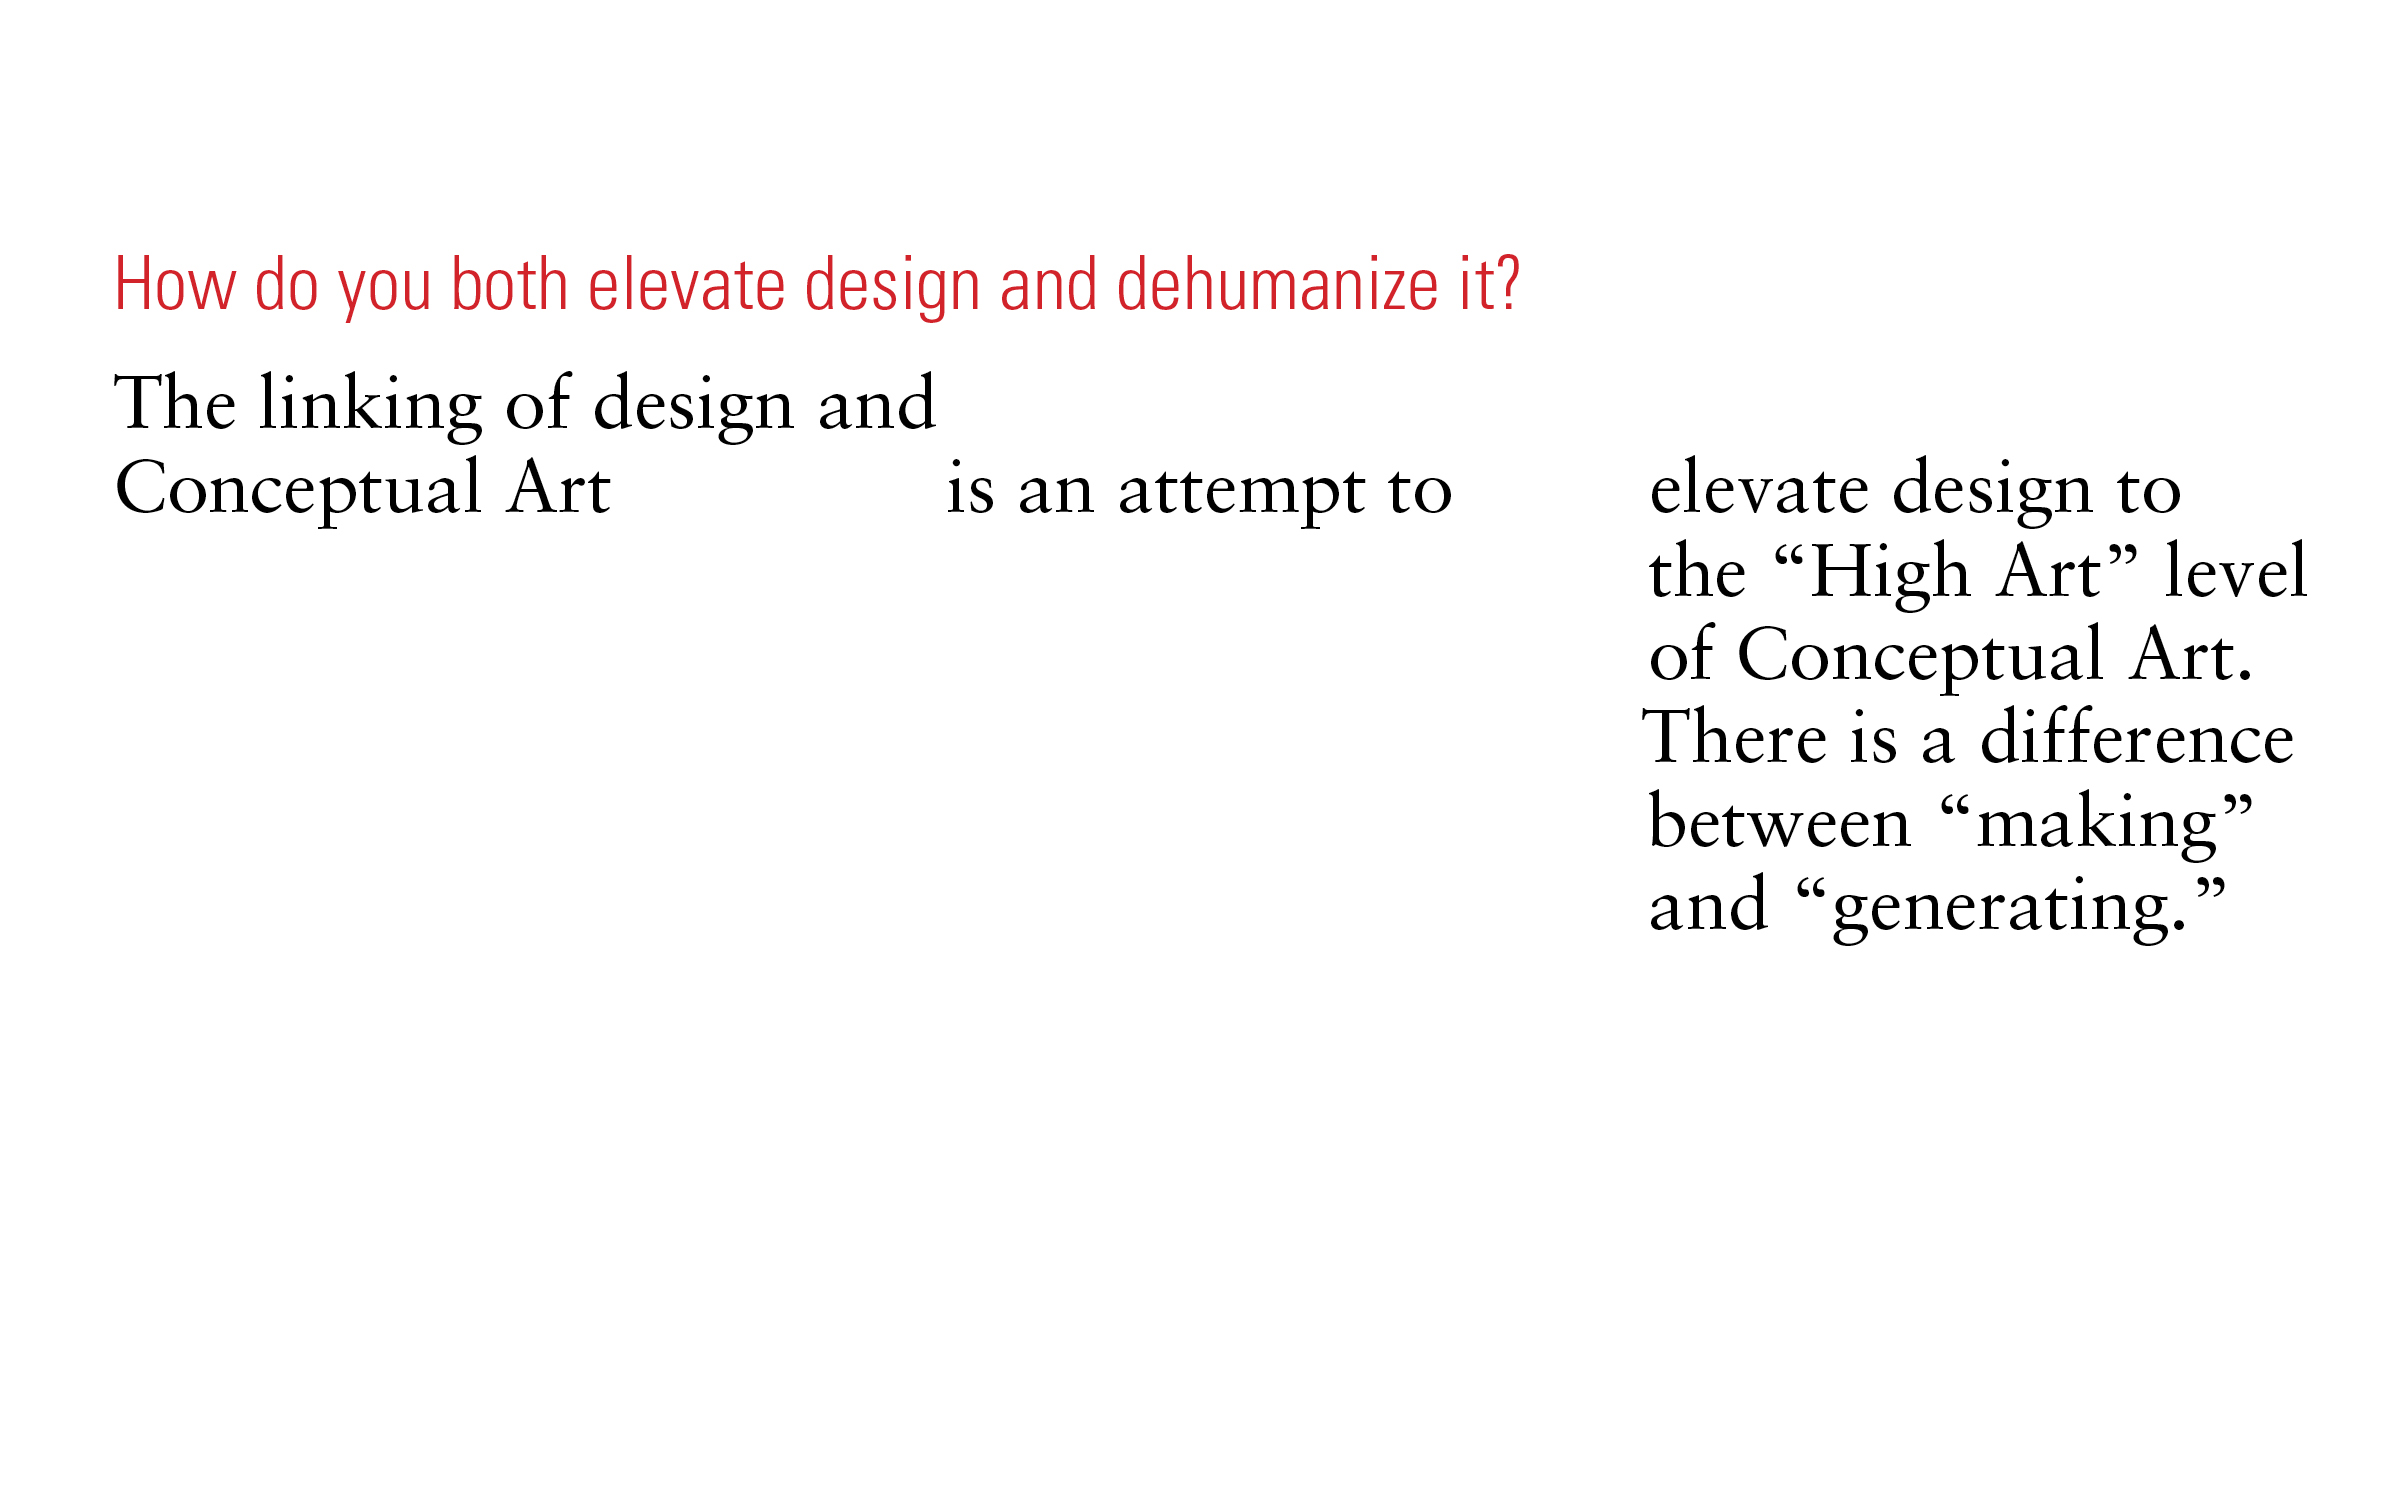 How do you both elevate design and dehumanize it?
The linking of design and
Conceptual Art is an attempt to elevate design to
the “High Art” level
of Conceptual Art.
There is a difference
between “making”
and “generating.”